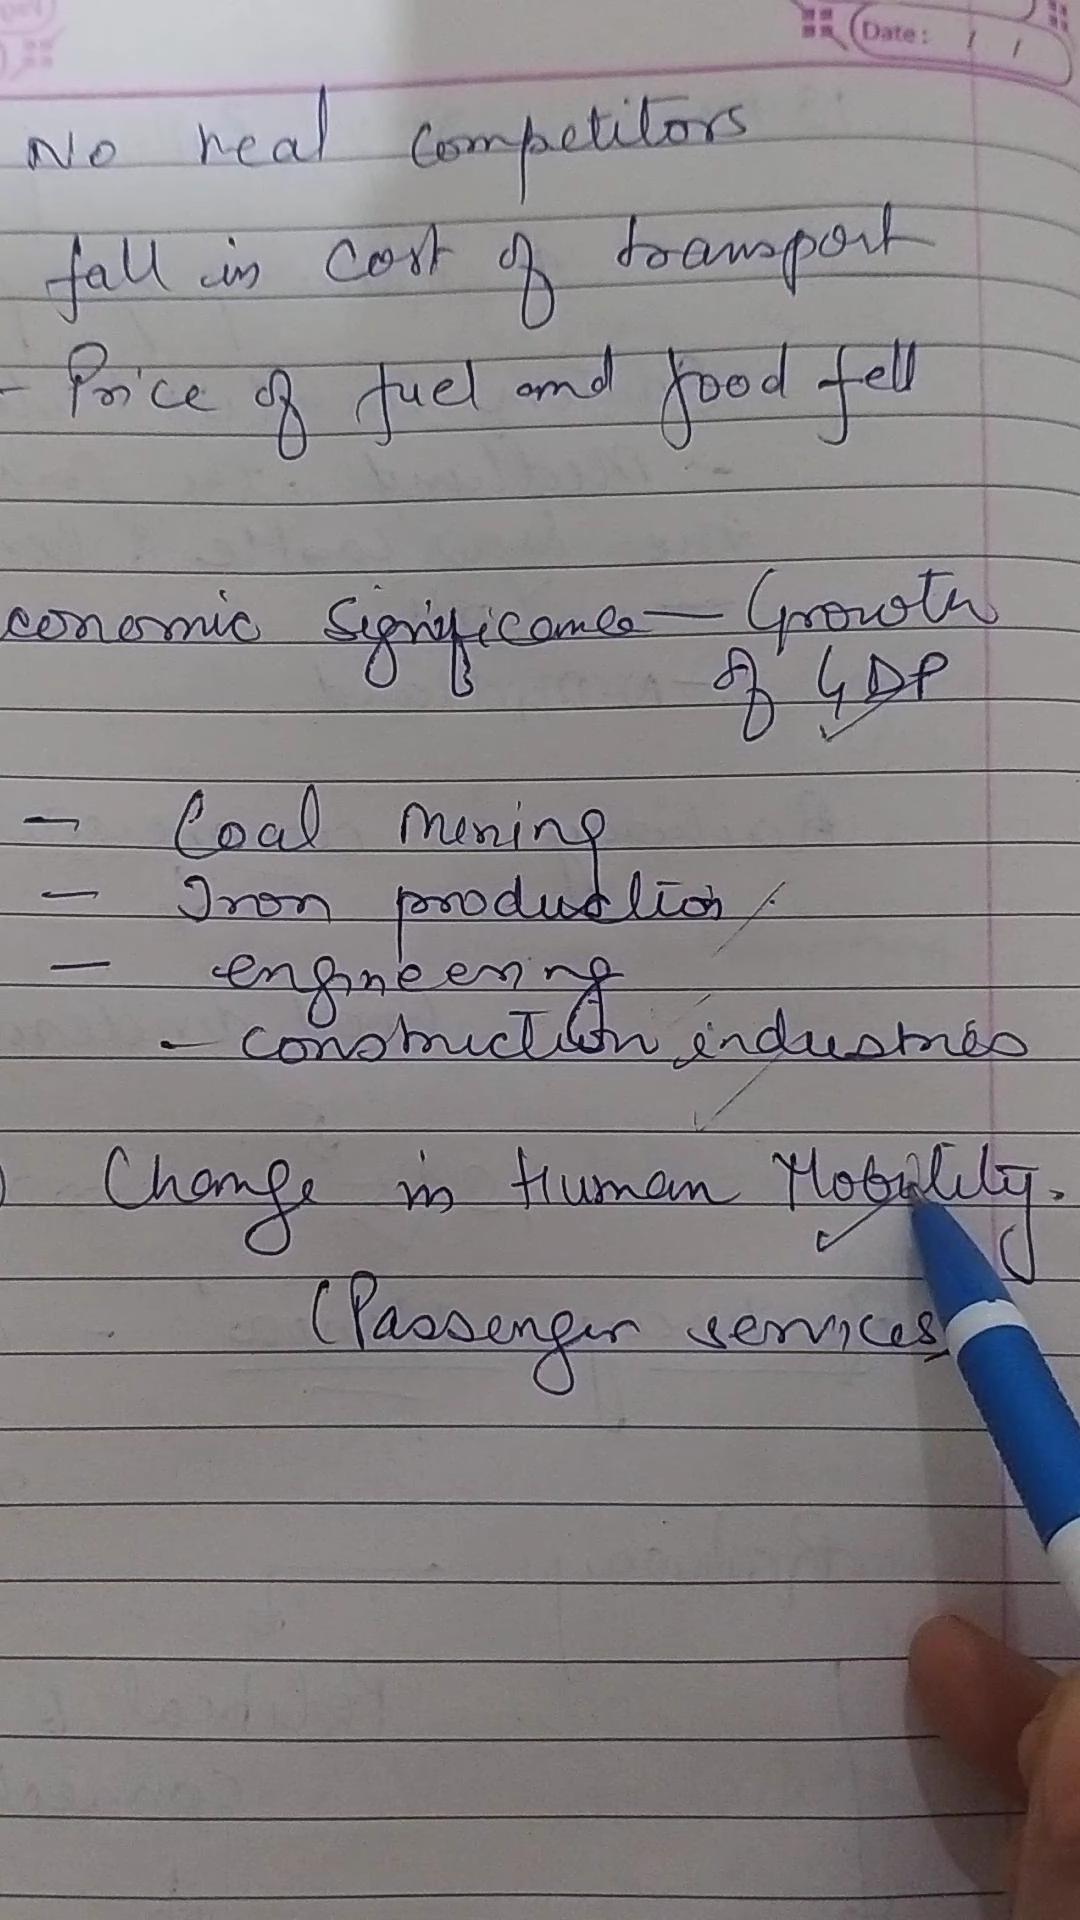 Date: / /
No real competitors
fall in cost of transport
- Price of fuel and food fell
conomic Significance — Growth
of GDP
- Coal Mining
- Iron production
- engineering
- construction industries
Change in Human Mobility.
(Passenger services